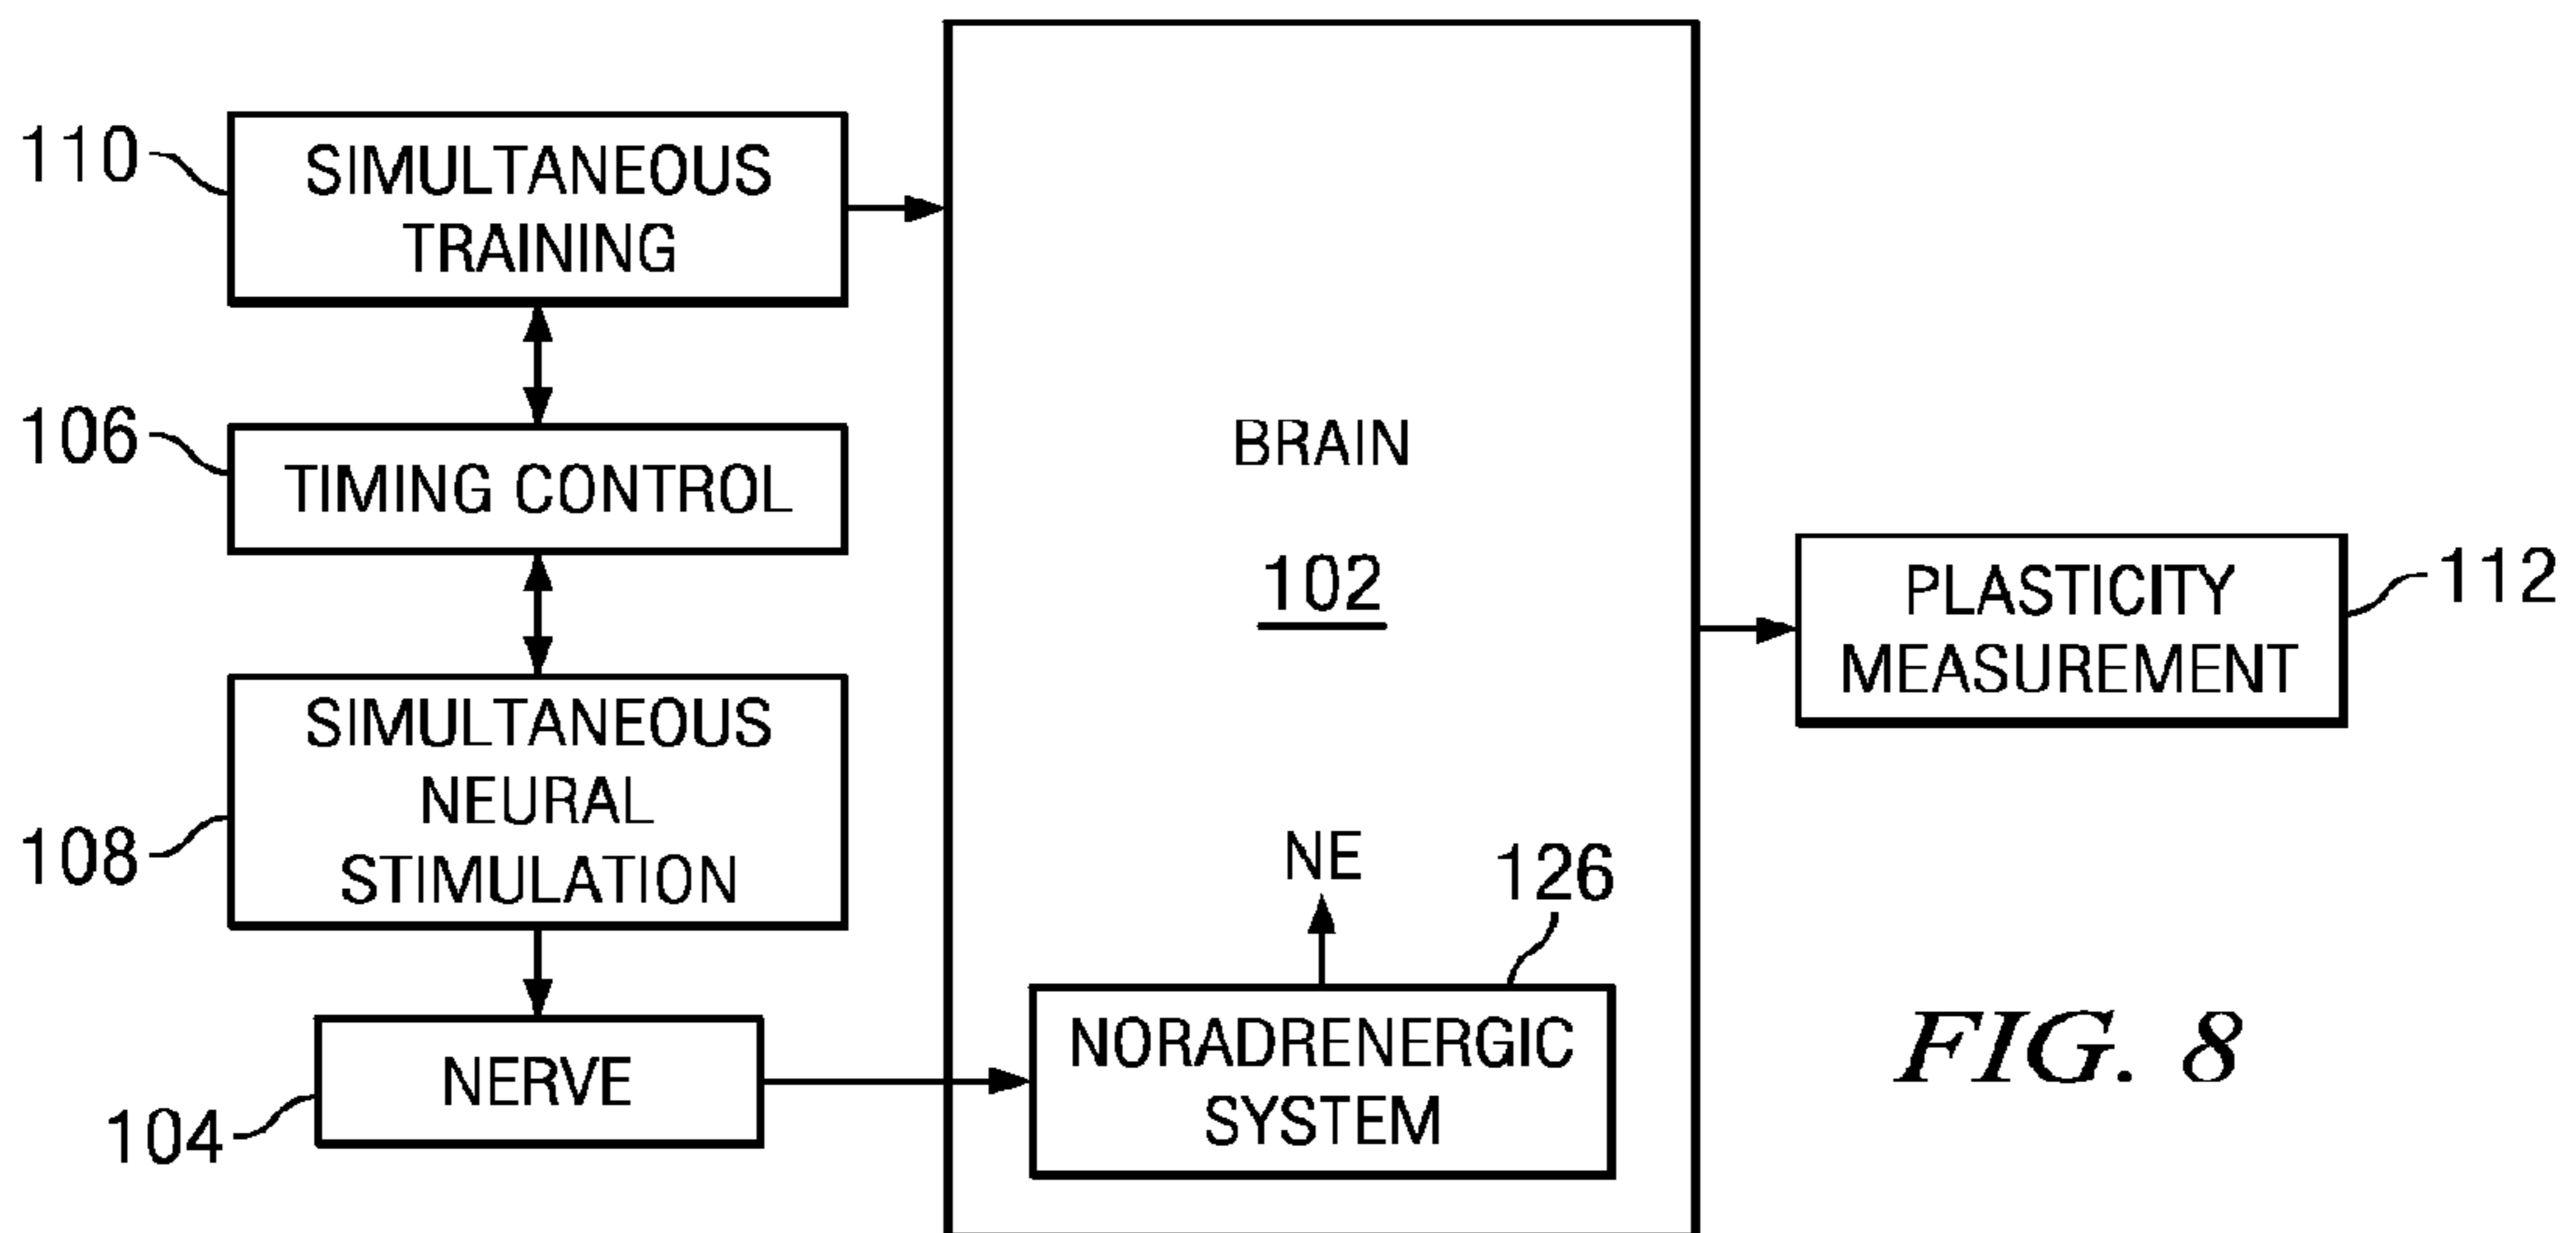 110
SIMULTANEOUS
TRAINING
106
TIMING CONTROL
108
SIMULTANEOUS
NEURAL
STIMULATION
104
NERVE
BRAIN
102
NE
126
NORADRENERGIC
SYSTEM
PLASTICITY
MEASUREMENT
112
FIG. 8